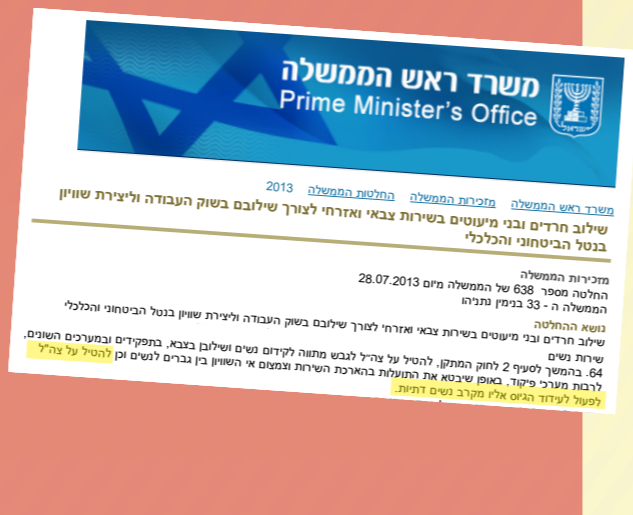 משרד ראש הממשלה
Prime Minister's Office
ישראל
משרד ראש הממשלה מזכירות הממשלה החלטות הממשלה 2013
שילוב חרדים ובני מיעוטים בשירות צבאי ואזרחי לצורך שילובם בשוק העבודה וליצירת שוויון
בנטל הביטחוני והכלכלי
מזכירות הממשלה
החלטה מספר 638 של הממשלה מיום 28.07.2013
הממשלה ה - 33 בנימין נתניהו
נושא ההחלטה
שילוב חרדים ובני מיעוטים בשירות צבאי ואזרחי לצורך שילובם בשוק העבודה וליצירת שוויון בנטל הביטחוני והכלכלי
שירות נשים
64. בהמשך לסעיף 2 לחוק המתקן, להטיל על צה"ל לגבש מתווה לקידום נשים ושילובן בצבא, בתפקידים ובמערכים השונים,
לרבות מערכי פיקוד, באופן שיבטא את התועלות בהארכת השירות וצמצום אי השוויון בין גברים לנשים וכן להטיל על צה"ל
לפעול לעידוד הגיוס אליו מקרב נשים דתיות.